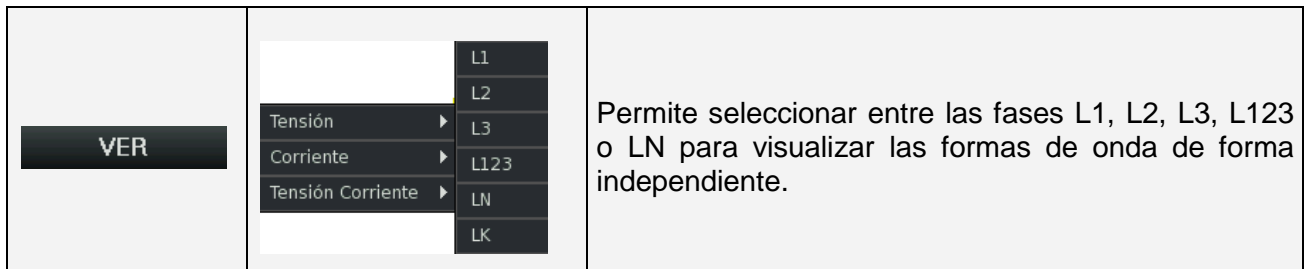 VER
Tensión
Corriente
Tensión Corriente
L1
L2
L3
L123
LN
LK
Permite seleccionar entre las fases L1, L2, L3, L123
o LN para visualizar las formas de onda de forma
independiente.